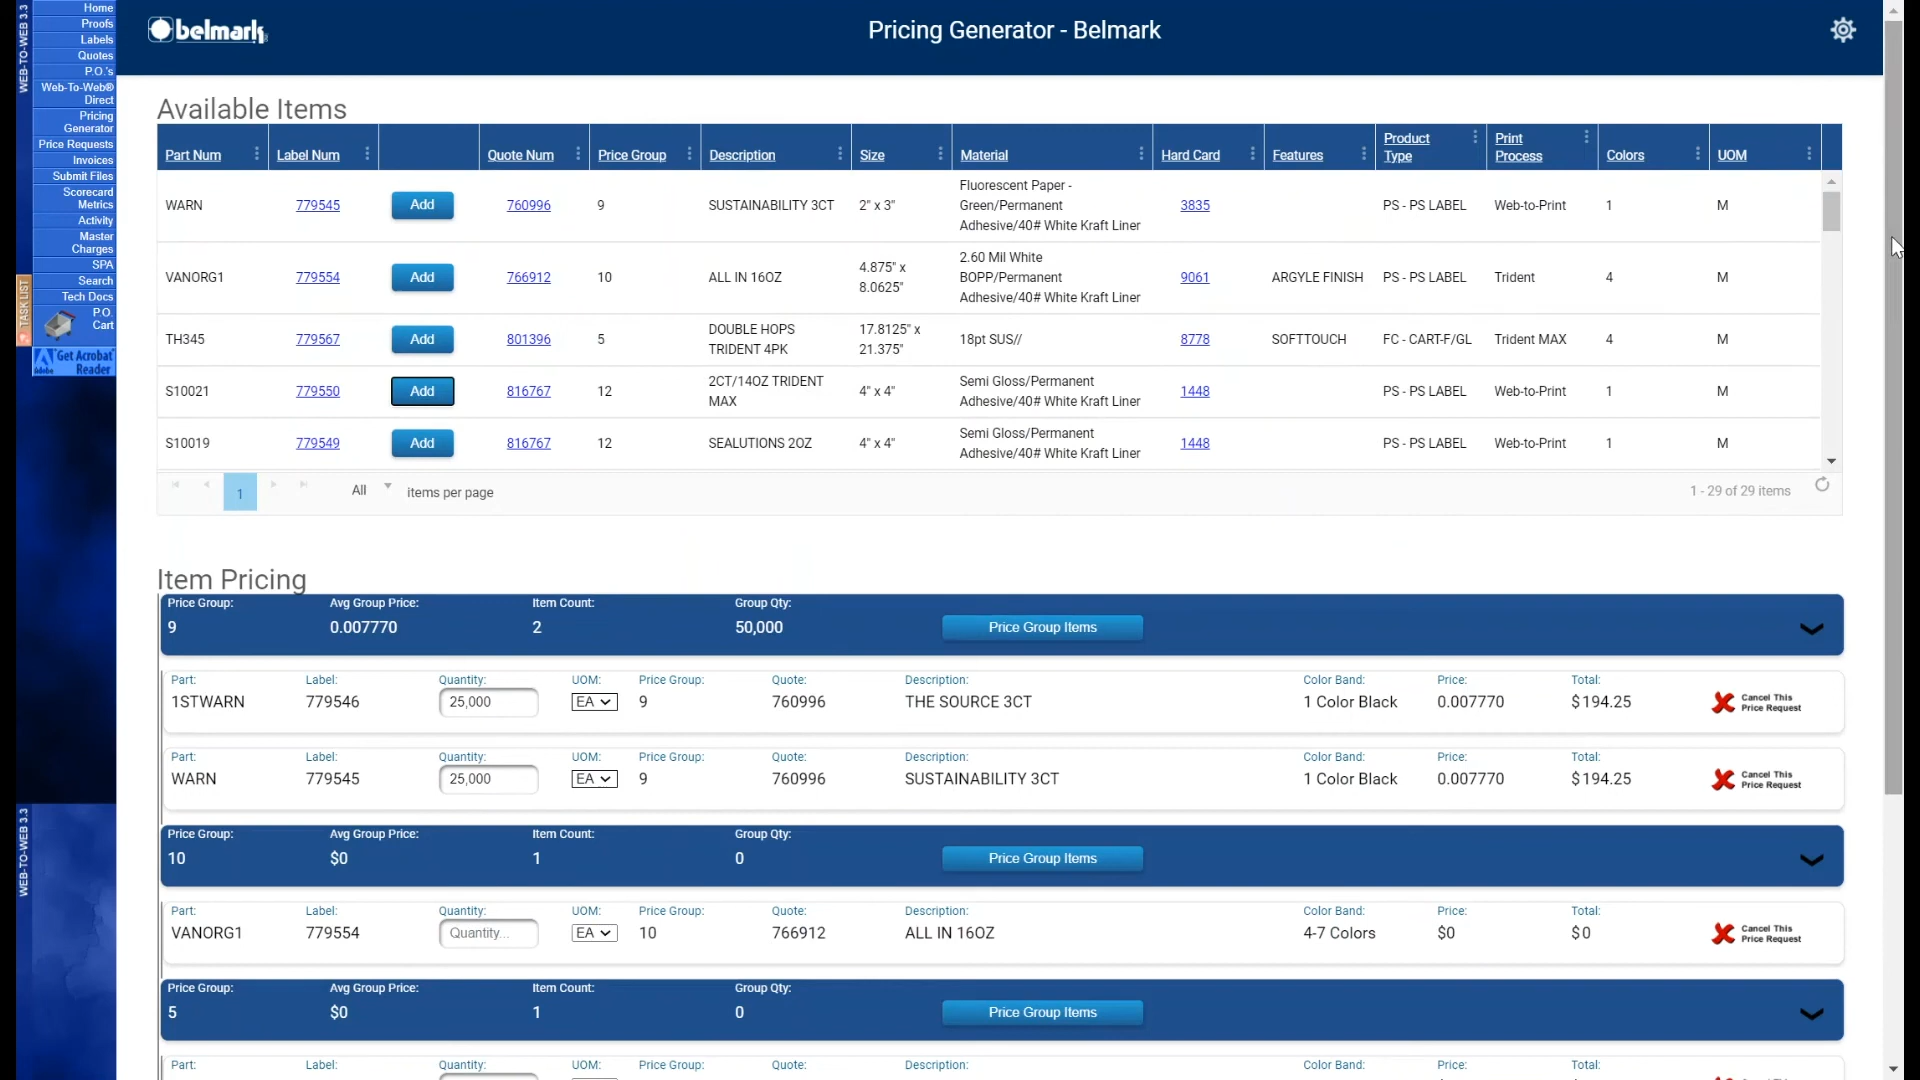 WEB-TO-WEB 3.3
Home
Proofs
Labels
Quotes
P.O.'s
Web-To-Web®
Direct
Pricing
Generator
Price Requests
Invoices
Submit Files
Scorecard
Metrics
Activity
Master
Charges
SPA
Search
Tech Docs
P.O.
Cart
TASK LIST
Get Acrobat
Reader
Adobe
WEB-TO-WEB 3.3
belmark
Pricing Generator - Belmark
Available Items
Part Num Label Num Quote Num Price Group Description Size Material Hard Card Features Product Type Print Process Colors UOM
WARN 779545 Add 760996 9 SUSTAINABILITY 3CT 2" x 3" Fluorescent Paper - Green/Permanent Adhesive/40# White Kraft Liner 3835 PS - PS LABEL Web-to-Print 1 M
VANORG1 779554 Add 766912 10 ALL IN 16OZ 4.875" x 8.0625" 2.60 Mil White BOPP/Permanent Adhesive/40# White Kraft Liner 9061 ARGYLE FINISH PS - PS LABEL Trident 4 M
TH345 779567 Add 801396 5 DOUBLE HOPS TRIDENT 4PK 17.8125" x 21.375" 18pt SUS// 8778 SOFTTOUCH FC - CART-F/GL Trident MAX 4 M
S10021 779550 Add 816767 12 2CT/14OZ TRIDENT MAX 4" x 4" Semi Gloss/Permanent Adhesive/40# White Kraft Liner 1448 PS - PS LABEL Web-to-Print 1 M
S10019 779549 Add 816767 12 SEALUTIONS 2OZ 4" x 4" Semi Gloss/Permanent Adhesive/40# White Kraft Liner 1448 PS - PS LABEL Web-to-Print 1 M
1 All items per page 1 - 29 of 29 items
Item Pricing
Price Group: Avg Group Price: Item Count: Group Qty:
9 0.007770 2 50,000 Price Group Items
Part: Label: Quantity: UOM: Price Group: Quote: Description: Color Band: Price: Total:
1STWARN 779546 25,000 EA 9 760996 THE SOURCE 3CT 1 Color Black 0.007770 $194.25 Cancel This Price Request
Part: Label: Quantity: UOM: Price Group: Quote: Description: Color Band: Price: Total:
WARN 779545 25,000 EA 9 760996 SUSTAINABILITY 3CT 1 Color Black 0.007770 $194.25 Cancel This Price Request
Price Group: Avg Group Price: Item Count: Group Qty:
10 $0 1 0 Price Group Items
Part: Label: Quantity: UOM: Price Group: Quote: Description: Color Band: Price: Total:
VANORG1 779554 Quantity... EA 10 766912 ALL IN 16OZ 4-7 Colors $0 $0 Cancel This Price Request
Price Group: Avg Group Price: Item Count: Group Qty:
5 $0 1 0 Price Group Items
Part: Label: Quantity: UOM: Price Group: Quote: Description: Color Band: Price: Total: